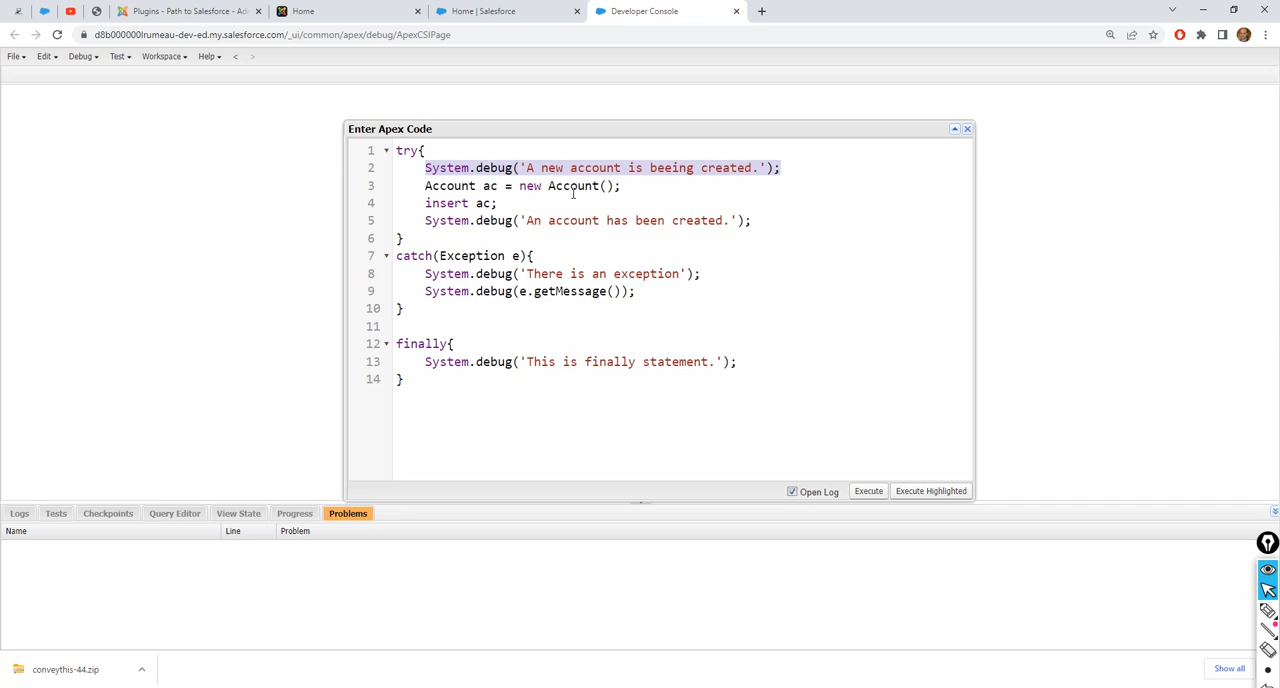 Plugins - Path to Salesforce - Ad
Home
Home | Salesforce
Developer Console
d8b000000lrumeau-dev-ed.my.salesforce.com/_ui/common/apex/debug/ApexCSIPage
File Edit Debug Test Workspace Help < >
Enter Apex Code
1 try{
2 System.debug('A new account is beeing created.');
3 Account ac = new Account();
4 insert ac;
5 System.debug('An account has been created.');
6 }
7 catch(Exception e){
8 System.debug('There is an exception');
9 System.debug(e.getMessage());
10 }
11
12 finally{
13 System.debug('This is finally statement.');
14 }
Open Log Execute Execute Highlighted
Logs Tests Checkpoints Query Editor View State Progress Problems
Name Line Problem
conveythis-44.zip
Show all